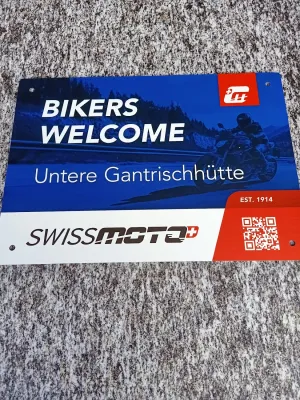 BIKERS
WELCOME
Untere Gantrischhütte
EST. 1914
SWISSMOTO